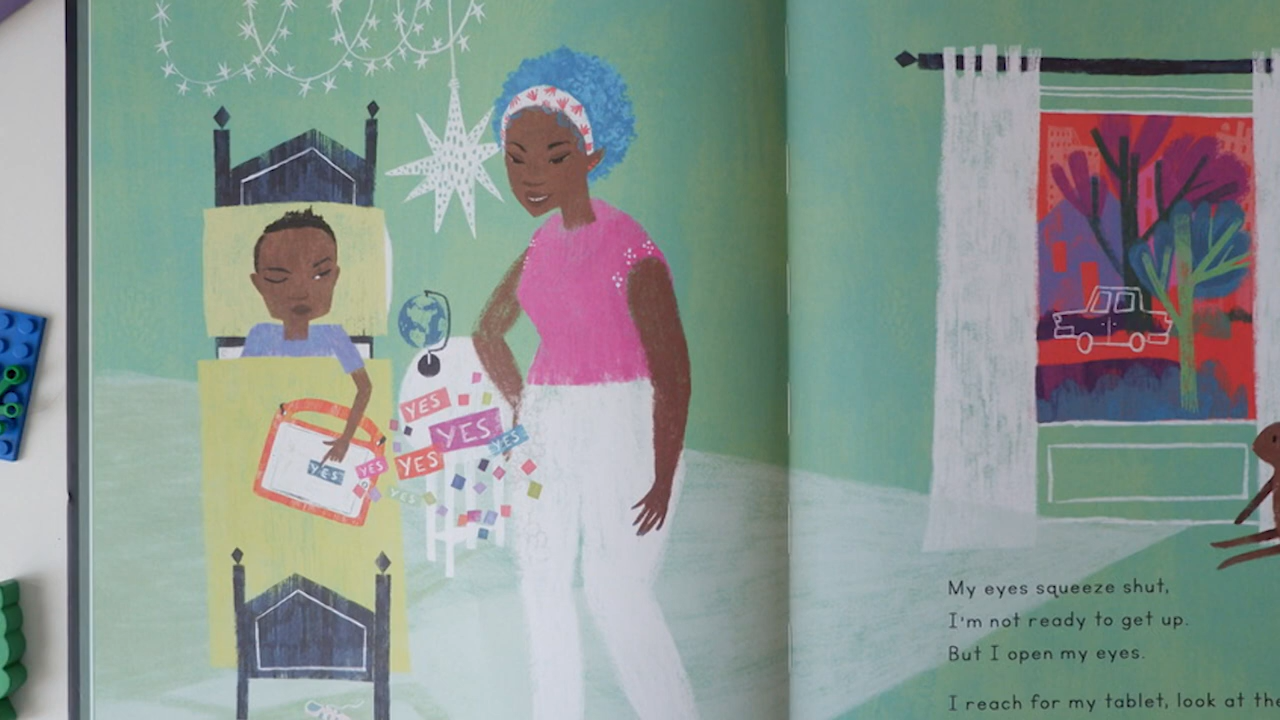 YES
YES
YES
YES
YES
YES
YES
My eyes squeeze shut,
I'm not ready to get up.
But I open my eyes.
I reach for my tablet, look at the